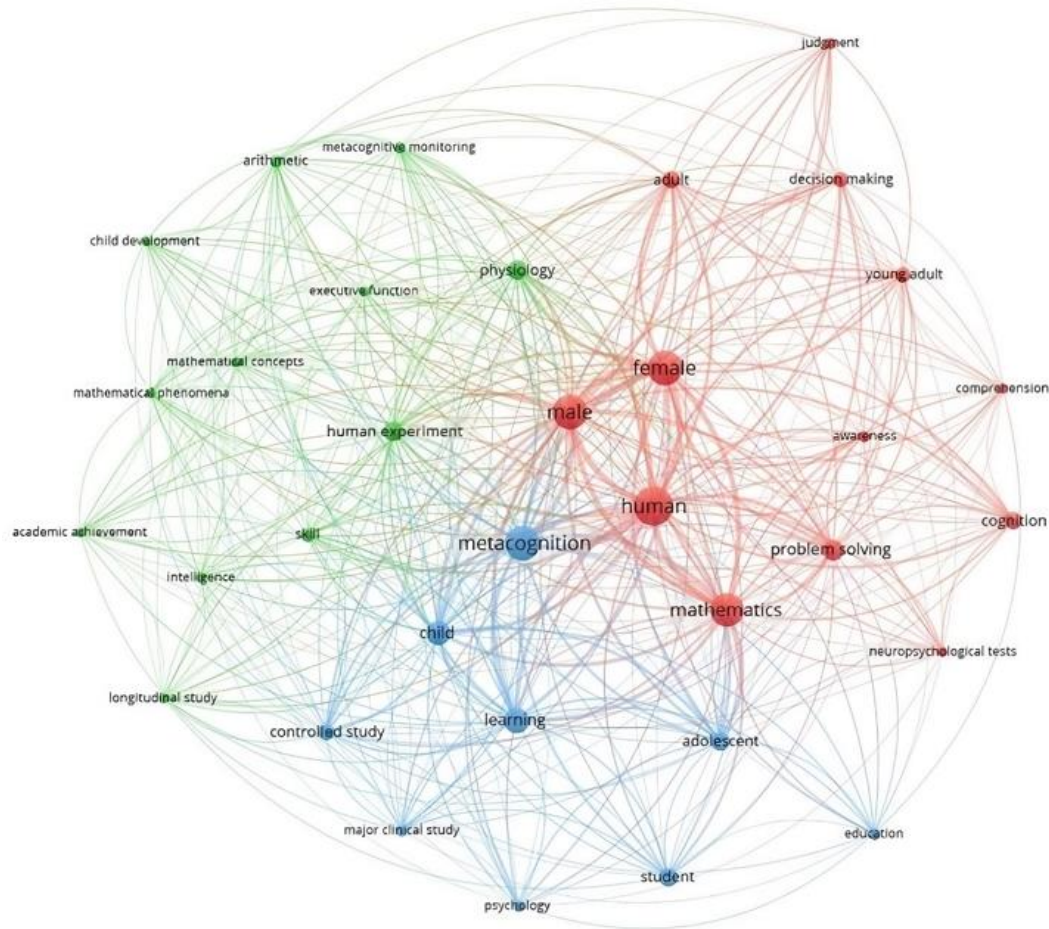 judgment
metacognitive monitoring
arithmetic
adult
decision making
child development
physiology
young adult
executive function
mathematical concepts
female
mathematical phenomena
comprehension
male
human experiment
awareness
human
academic achievement
skill
metacognition
cognition
problem solving
intelligence
mathematics
child
neuropsychological tests
longitudinal study
learning
controlled study
adolescent
major clinical study
education
student
psychology